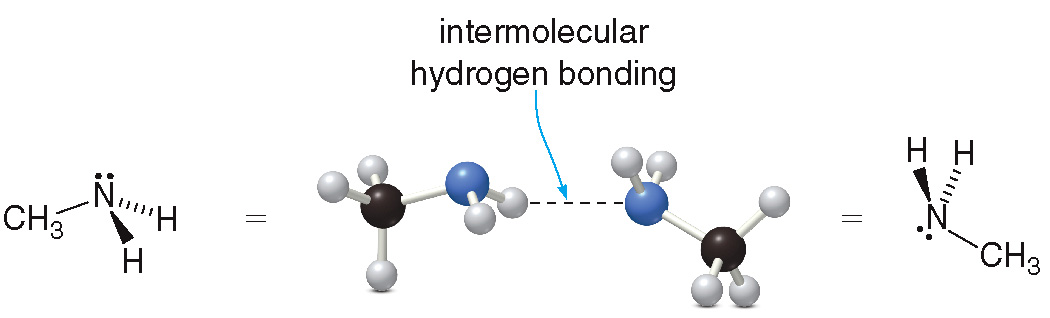 intermolecular
hydrogen bonding
N
CH3
H
H
=
=
H
H
N
CH3